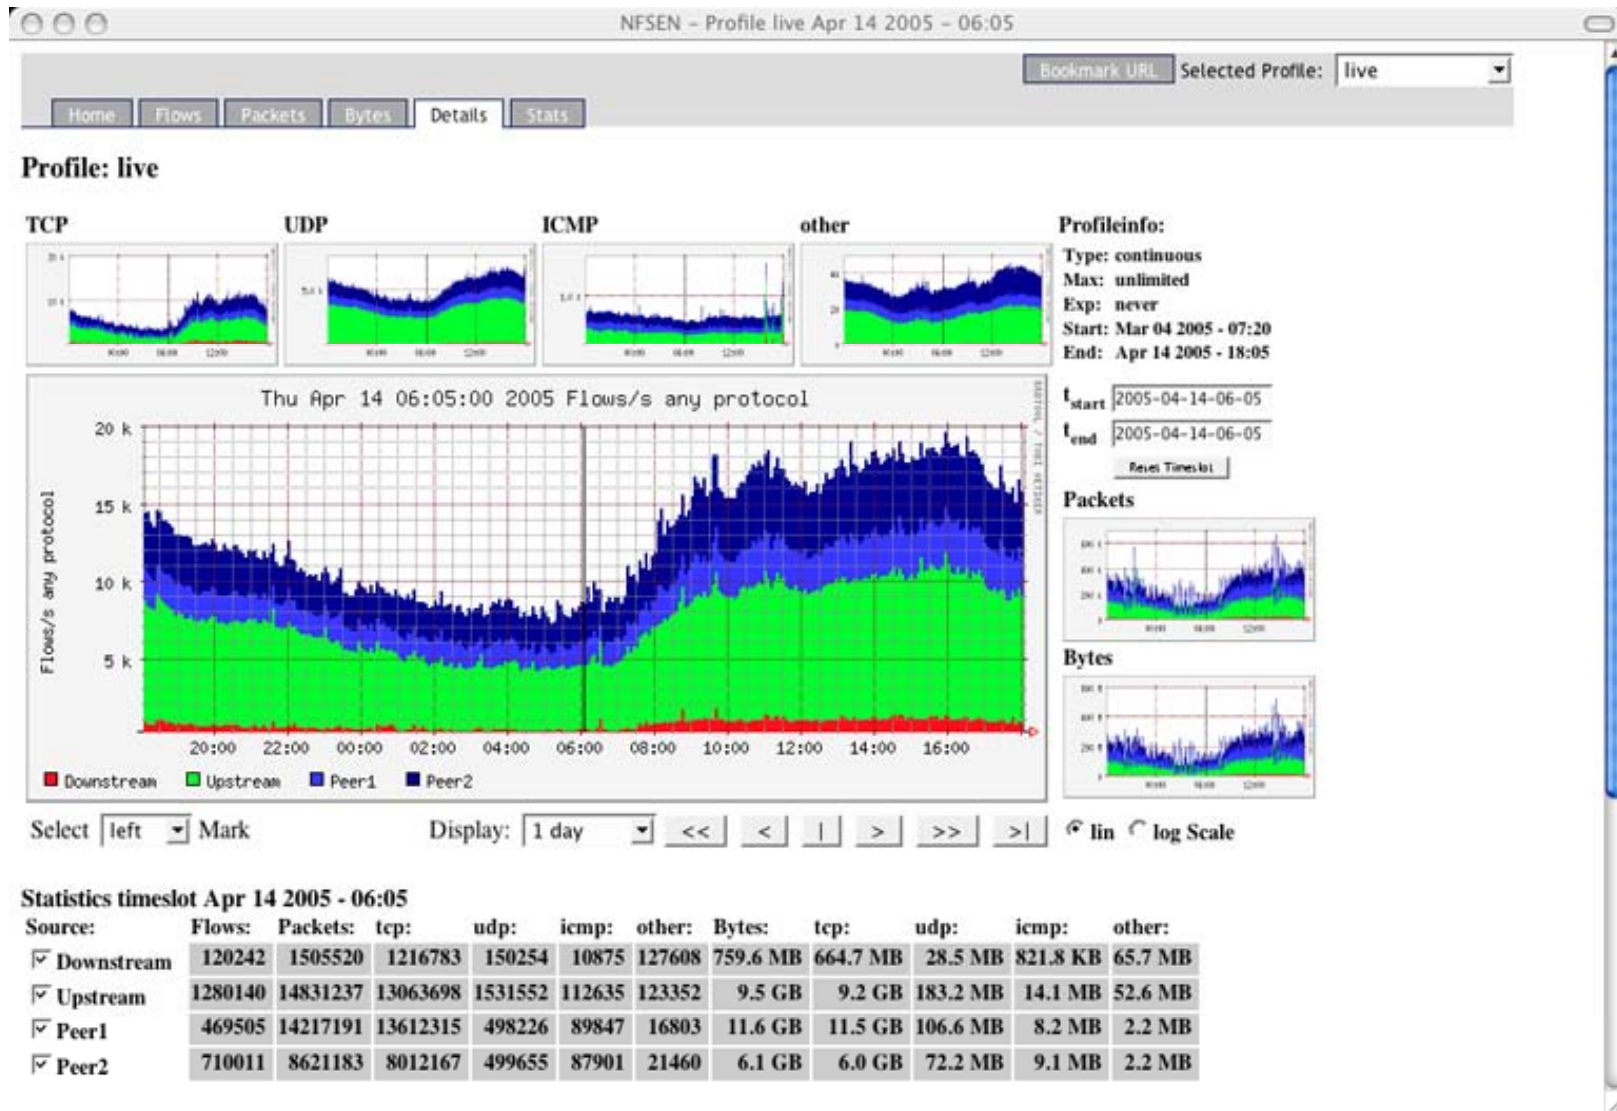 NFSEN – Profile live Apr 14 2005 – 06:05
Bookmark URL Selected Profile: live
Home Flows Packets Bytes Details Stats
Profile: live
TCP UDP ICMP other Profileinfo:
Type: continuous
Max: unlimited
Exp: never
Start: Mar 04 2005 - 07:20
End: Apr 14 2005 - 18:05
Thu Apr 14 06:05:00 2005 Flows/s any protocol
Flows/s any protocol
20 k
15 k
10 k
5 k
20:00 22:00 00:00 02:00 04:00 06:00 08:00 10:00 12:00 14:00 16:00
Downstream Upstream Peer1 Peer2
tstart 2005-04-14-06-05
tend 2005-04-14-06-05
Reset Timeslot
Packets
Bytes
Select left Mark Display: 1 day << < | > >> >| lin log Scale
Statistics timeslot Apr 14 2005 - 06:05
Source: Flows: Packets: tcp: udp: icmp: other: Bytes: tcp: udp: icmp: other:
Downstream 120242 1505520 1216783 150254 10875 127608 759.6 MB 664.7 MB 28.5 MB 821.8 KB 65.7 MB
Upstream 1280140 14831237 13063698 1531552 112635 123352 9.5 GB 9.2 GB 183.2 MB 14.1 MB 52.6 MB
Peer1 469505 14217191 13612315 498226 89847 16803 11.6 GB 11.5 GB 106.6 MB 8.2 MB 2.2 MB
Peer2 710011 8621183 8012167 499655 87901 21460 6.1 GB 6.0 GB 72.2 MB 9.1 MB 2.2 MB